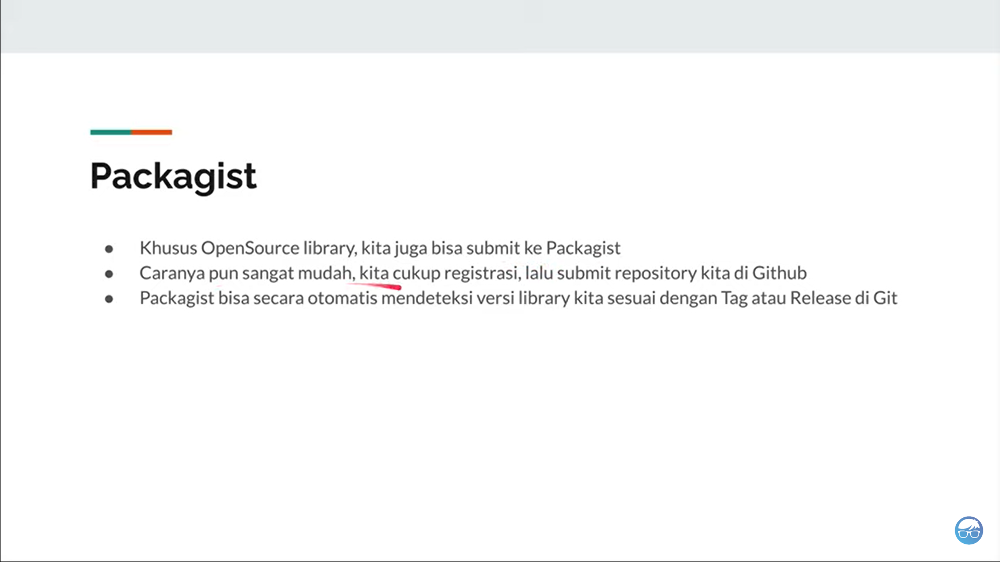 Packagist
● Khusus OpenSource library, kita juga bisa submit ke Packagist
● Caranya pun sangat mudah, kita cukup registrasi, lalu submit repository kita di Github
● Packagist bisa secara otomatis mendeteksi versi library kita sesuai dengan Tag atau Release di Git